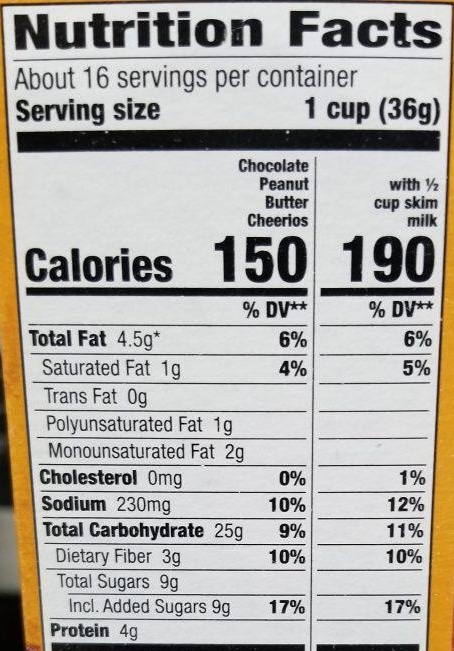 Nutrition Facts
About 16 servings per container
Serving size 1 cup (36g)
Chocolate
Peanut
Butter
Cheerios
with ½
cup skim
milk
Calories 150 190
% DV** % DV**
Total Fat 4.5g* 6% 6%
Saturated Fat 1g 4% 5%
Trans Fat 0g
Polyunsaturated Fat 1g
Monounsaturated Fat 2g
Cholesterol 0mg 0% 1%
Sodium 230mg 10% 12%
Total Carbohydrate 25g 9% 11%
Dietary Fiber 3g 10% 10%
Total Sugars 9g
Incl. Added Sugars 9g 17% 17%
Protein 4g